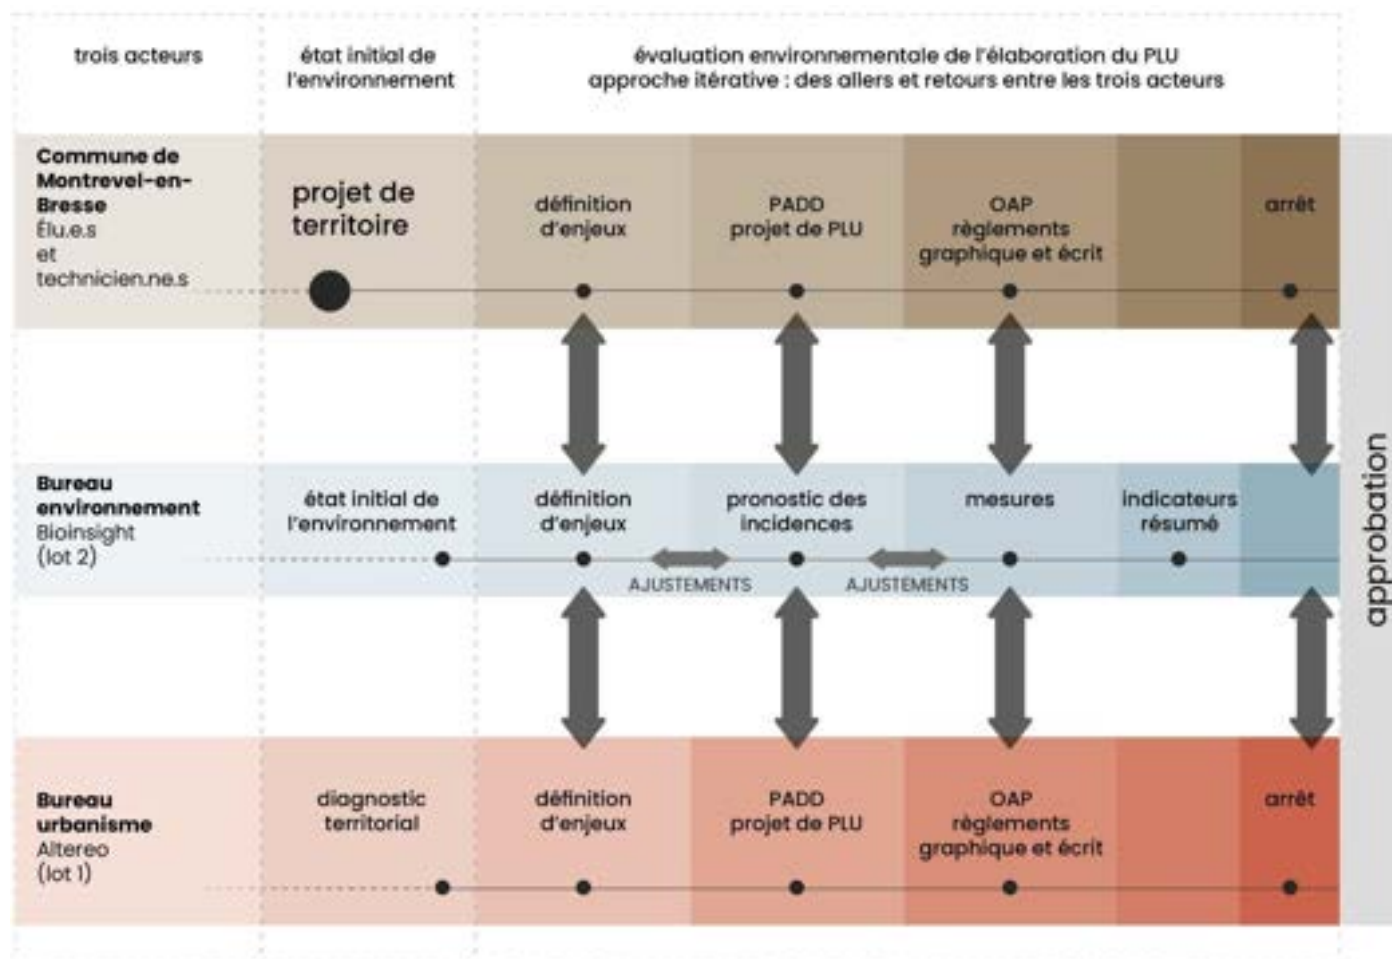 trois acteurs
état initial de
l'environnement
évaluation environnementale de l'élaboration du PLU
approche itérative : des allers et retours entre les trois acteurs
Commune de
Montrevel-en-
Bresse
Élu.e.s
et
technicien.ne.s
projet de
territoire
définition
d'enjeux
PADD
projet de PLU
OAP
règlements
graphique et écrit
arrêt
Bureau
environnement
Bioinsight
(lot 2)
état initial de
l'environnement
définition
d'enjeux
pronostic des
incidences
mesures
indicateurs
résumé
AJUSTEMENTS
AJUSTEMENTS
Bureau
urbanisme
Altereo
(lot 1)
diagnostic
territorial
définition
d'enjeux
PADD
projet de PLU
OAP
règlements
graphique et écrit
arrêt
approbation